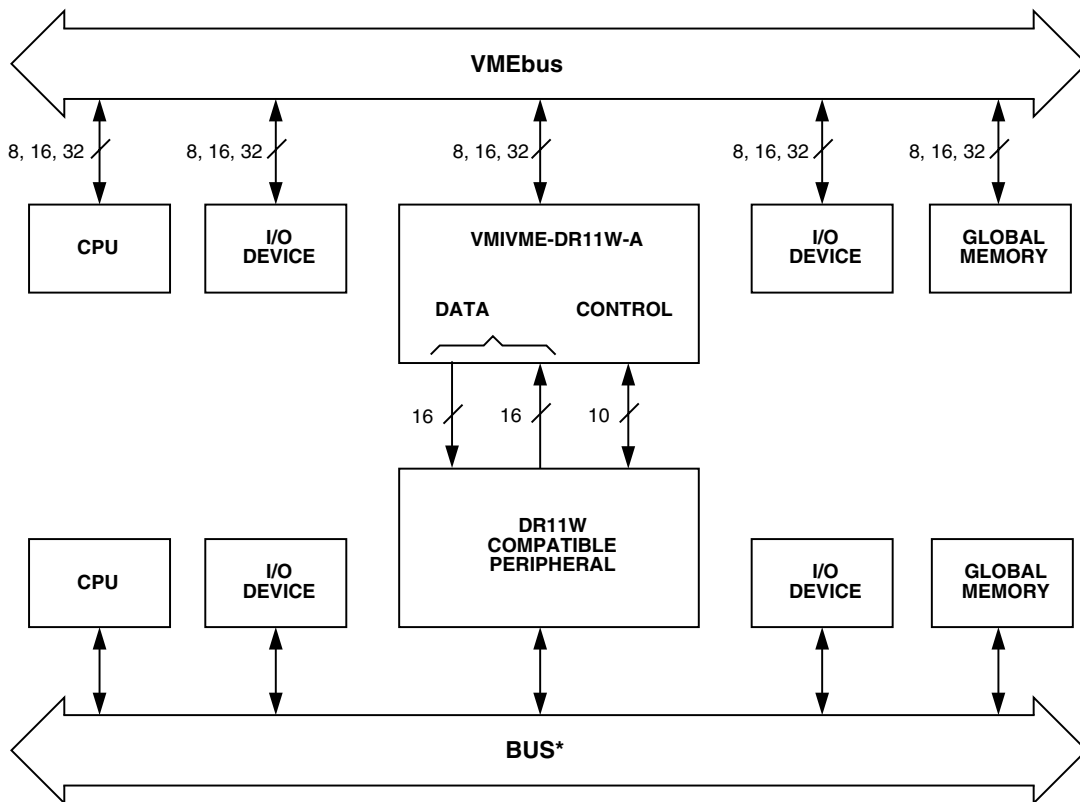 VMEbus
8, 16, 32
8, 16, 32
8, 16, 32
8, 16, 32
8, 16, 32
CPU
I/O
DEVICE
VMIVME-DR11W-A
I/O
DEVICE
GLOBAL
MEMORY
DATA
CONTROL
16
16
10
CPU
I/O
DEVICE
DR11W
COMPATIBLE
PERIPHERAL
I/O
DEVICE
GLOBAL
MEMORY
BUS*